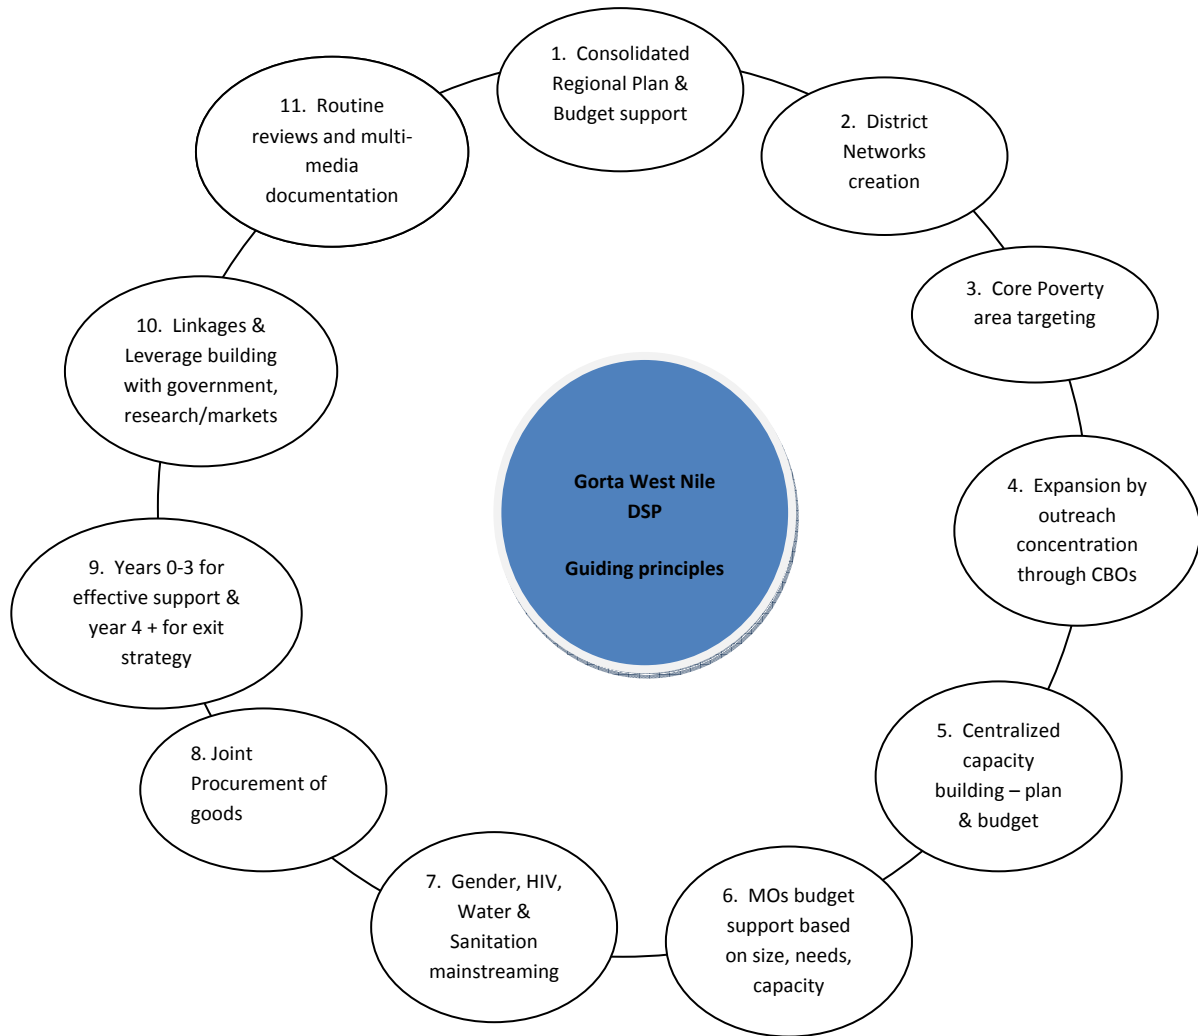 1. Consolidated
Regional Plan &
Budget support
2. District
Networks
creation
3. Core Poverty
area targeting
4. Expansion by
outreach
concentration
through CBOs
5. Centralized
capacity
building – plan
& budget
6. MOs budget
support based
on size, needs,
capacity
7. Gender, HIV,
Water &
Sanitation
mainstreaming
8. Joint
Procurement of
goods
9. Years 0-3 for
effective support &
year 4 + for exit
strategy
10. Linkages &
Leverage building
with government,
research/markets
11. Routine
reviews and multi-
media
documentation
Gorta West Nile
DSP
Guiding principles